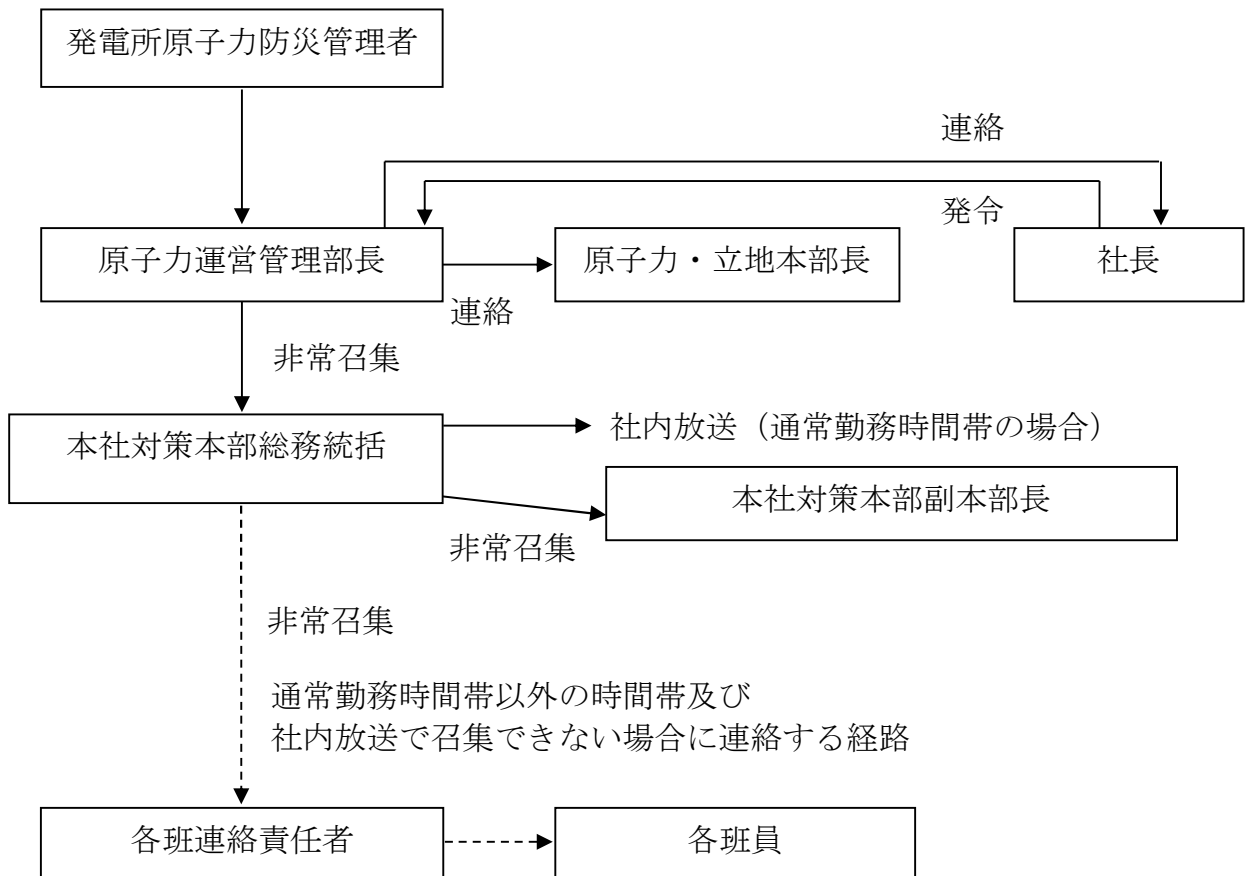 発電所原子力防災管理者
連絡
発令
原子力運営管理部長
原子力・立地本部長
社長
連絡
非常召集
本社対策本部総務統括
社内放送（通常勤務時間帯の場合）
本社対策本部副本部長
非常召集
非常召集
通常勤務時間帯以外の時間帯及び
社内放送で召集できない場合に連絡する経路
各班連絡責任者
各班員